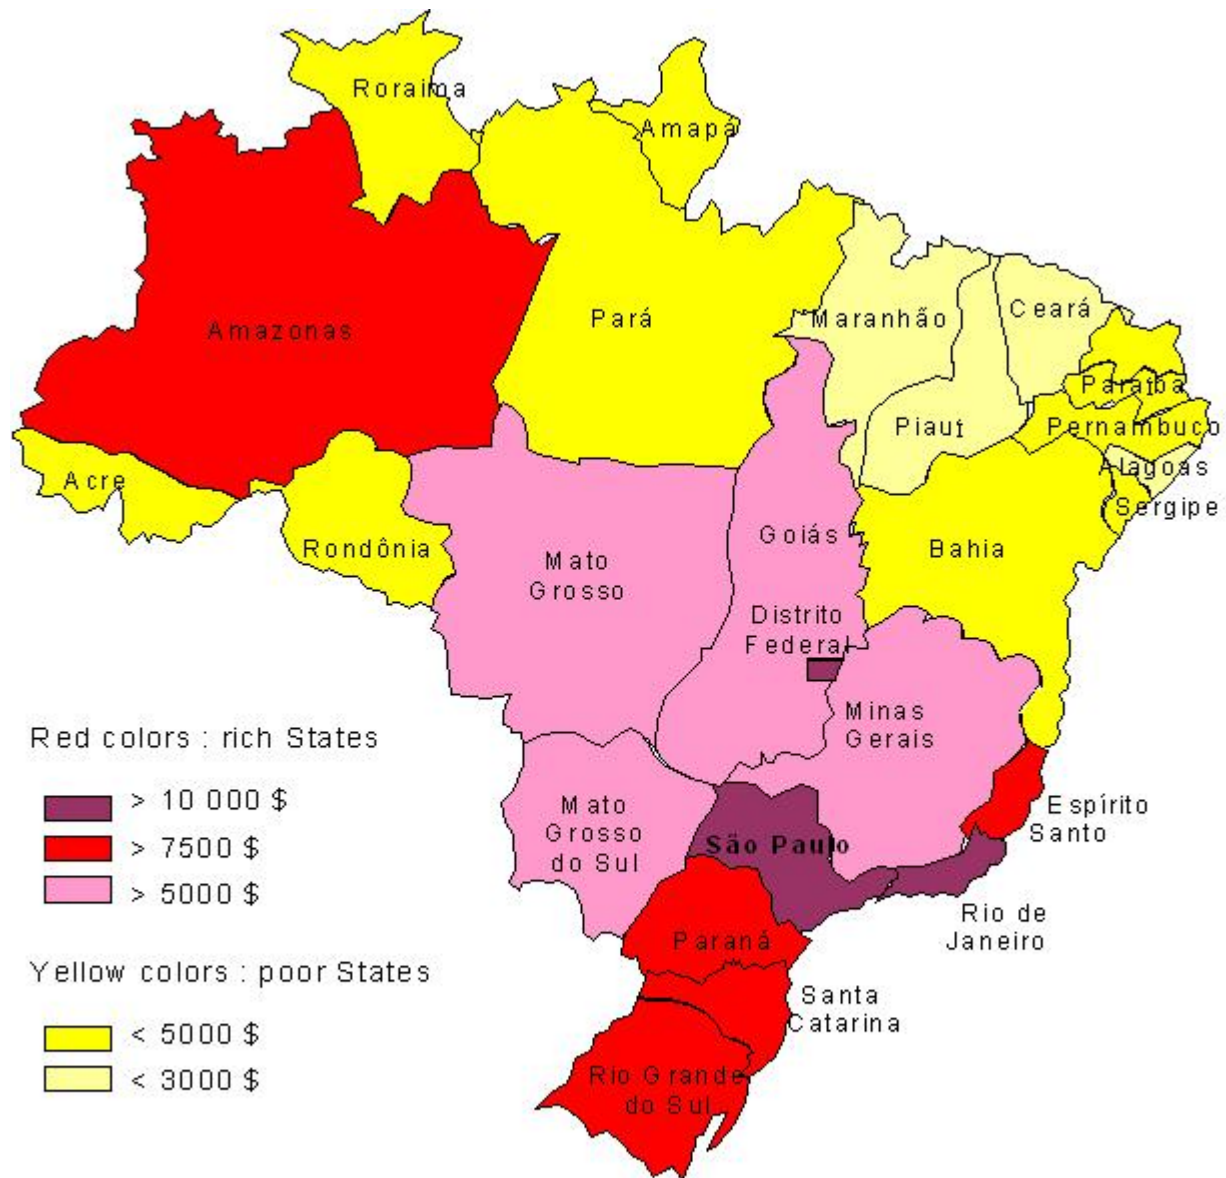 Roraima
Amapá
Amazonas
Pará
Maranhão
Ceará
Paraíba
Piauí
Pernambuco
Acre
Alagoas
Sergipe
Rondônia
Goiás
Bahia
Mato
Grosso
Distrito
Federal
Minas
Gerais
Red colors : rich States
> 10 000 $
> 7500 $
> 5000 $
Mato
Grosso
do Sul
São Paulo
Espírito
Santo
Rio de
Janeiro
Paraná
Yellow colors : poor States
< 5000 $
< 3000 $
Santa
Catarina
Rio Grande
do Sul